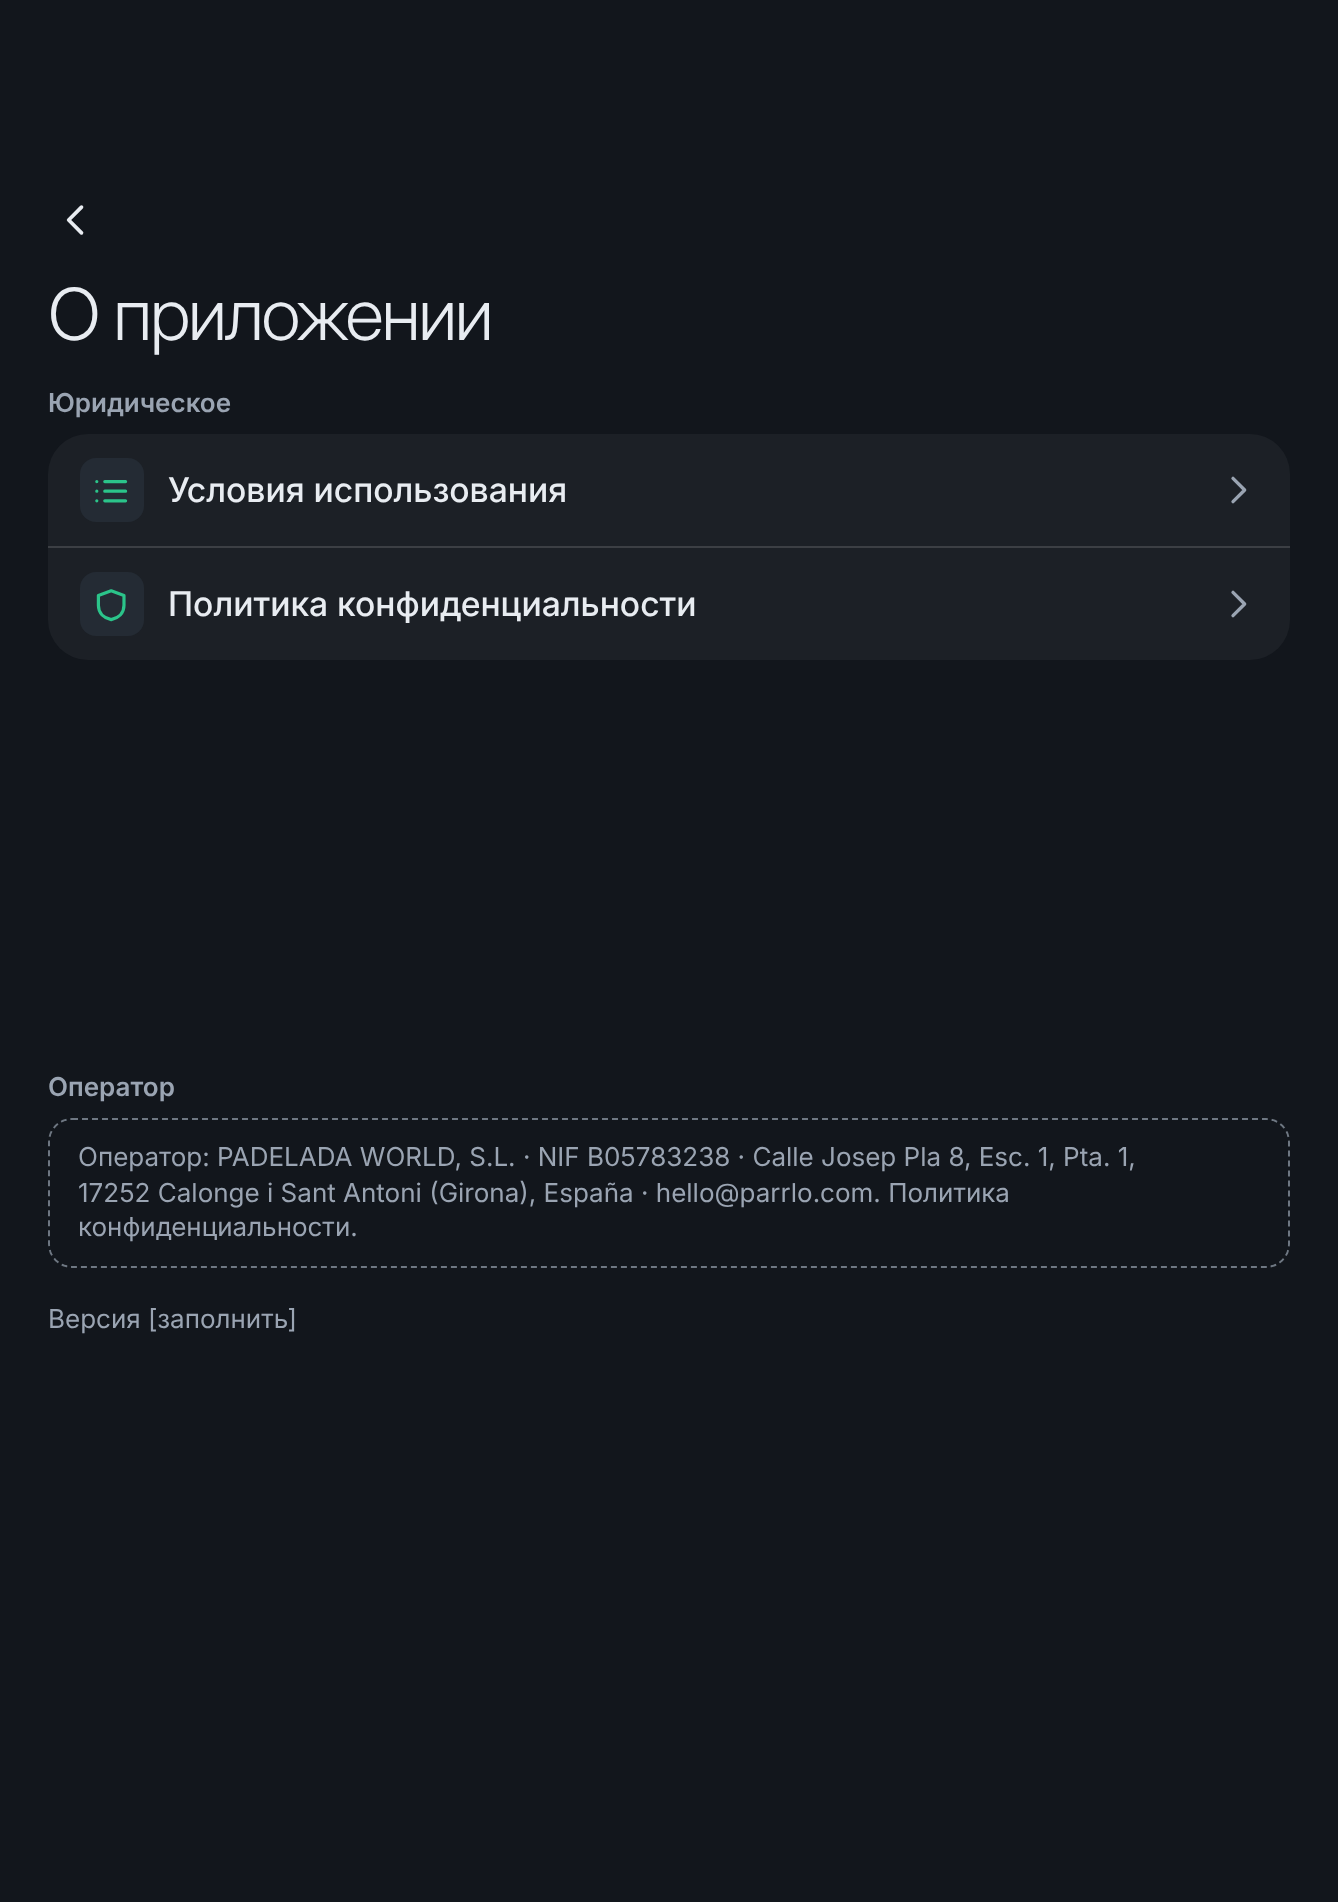 О приложении
Юридическое
Условия использования
Политика конфиденциальности
Оператор
Оператор: PADELADA WORLD, S.L. · NIF B05783238 · Calle Josep Pla 8, Esc. 1, Pta. 1,
17252 Calonge i Sant Antoni (Girona), España · hello@parrlo.com. Политика
конфиденциальности.
Версия [заполнить]